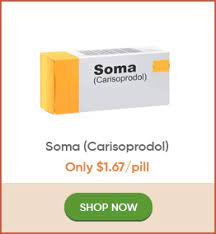 Soma
(Carisoprodol)
Soma (Carisoprodol)
Only $1.67/pill
SHOP NOW